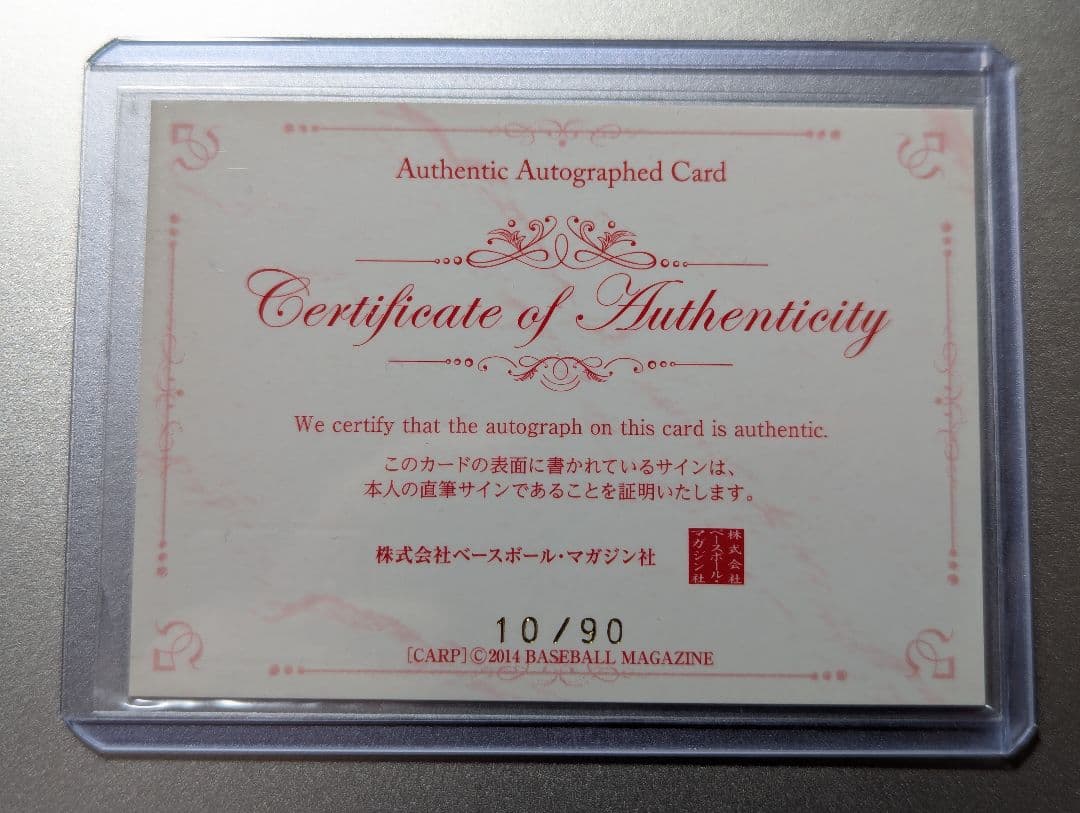 Authentic Autographed Card
Certificate of Authenticity
We certify that the autograph on this card is authentic.
このカードの表面に書かれているサインは、
本人の直筆サインであることを証明いたします。
株式会社ベースボール・マガジン社
株式会社
ベースボール・
マガジン社
10/90
[CARP]©2014 BASEBALL MAGAZINE